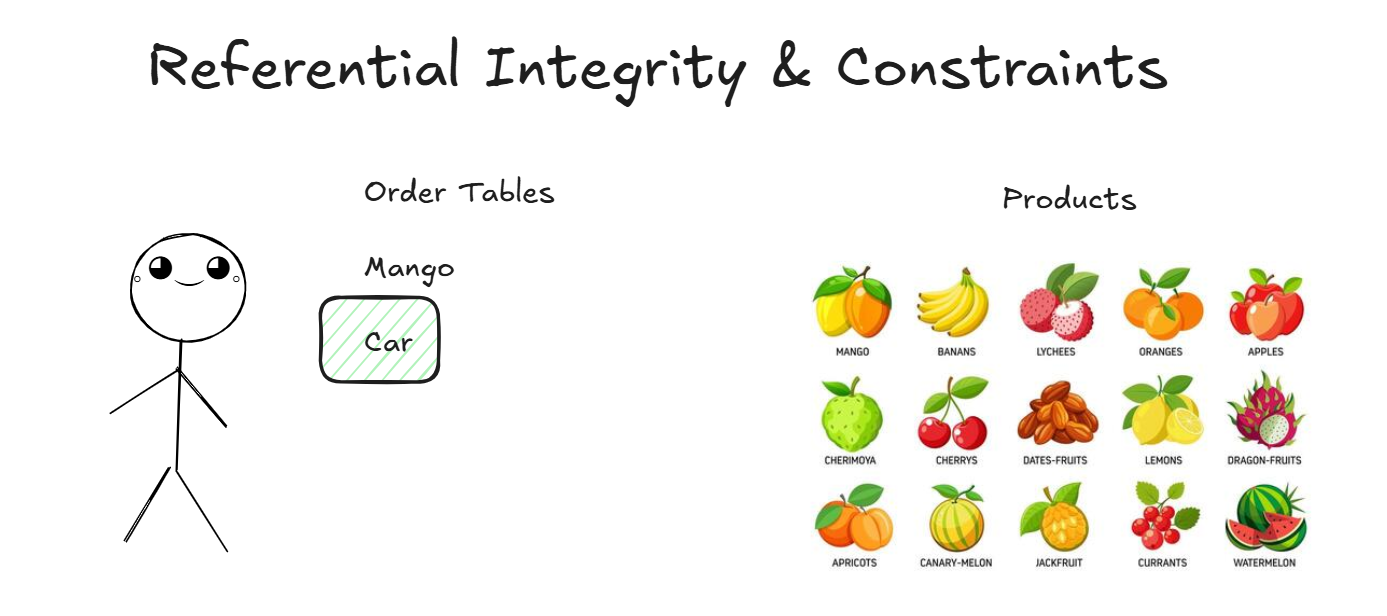 Referential Integrity & Constraints
Order Tables
Products
Mango
Car
MANGO
BANANS
LYCHEES
ORANGES
APPLES
CHERIMOYA
CHERRYS
DATES-FRUITS
LEMONS
DRAGON-FRUITS
APRICOTS
CANARY-MELON
JACKFRUIT
CURRANTS
WATERMELON